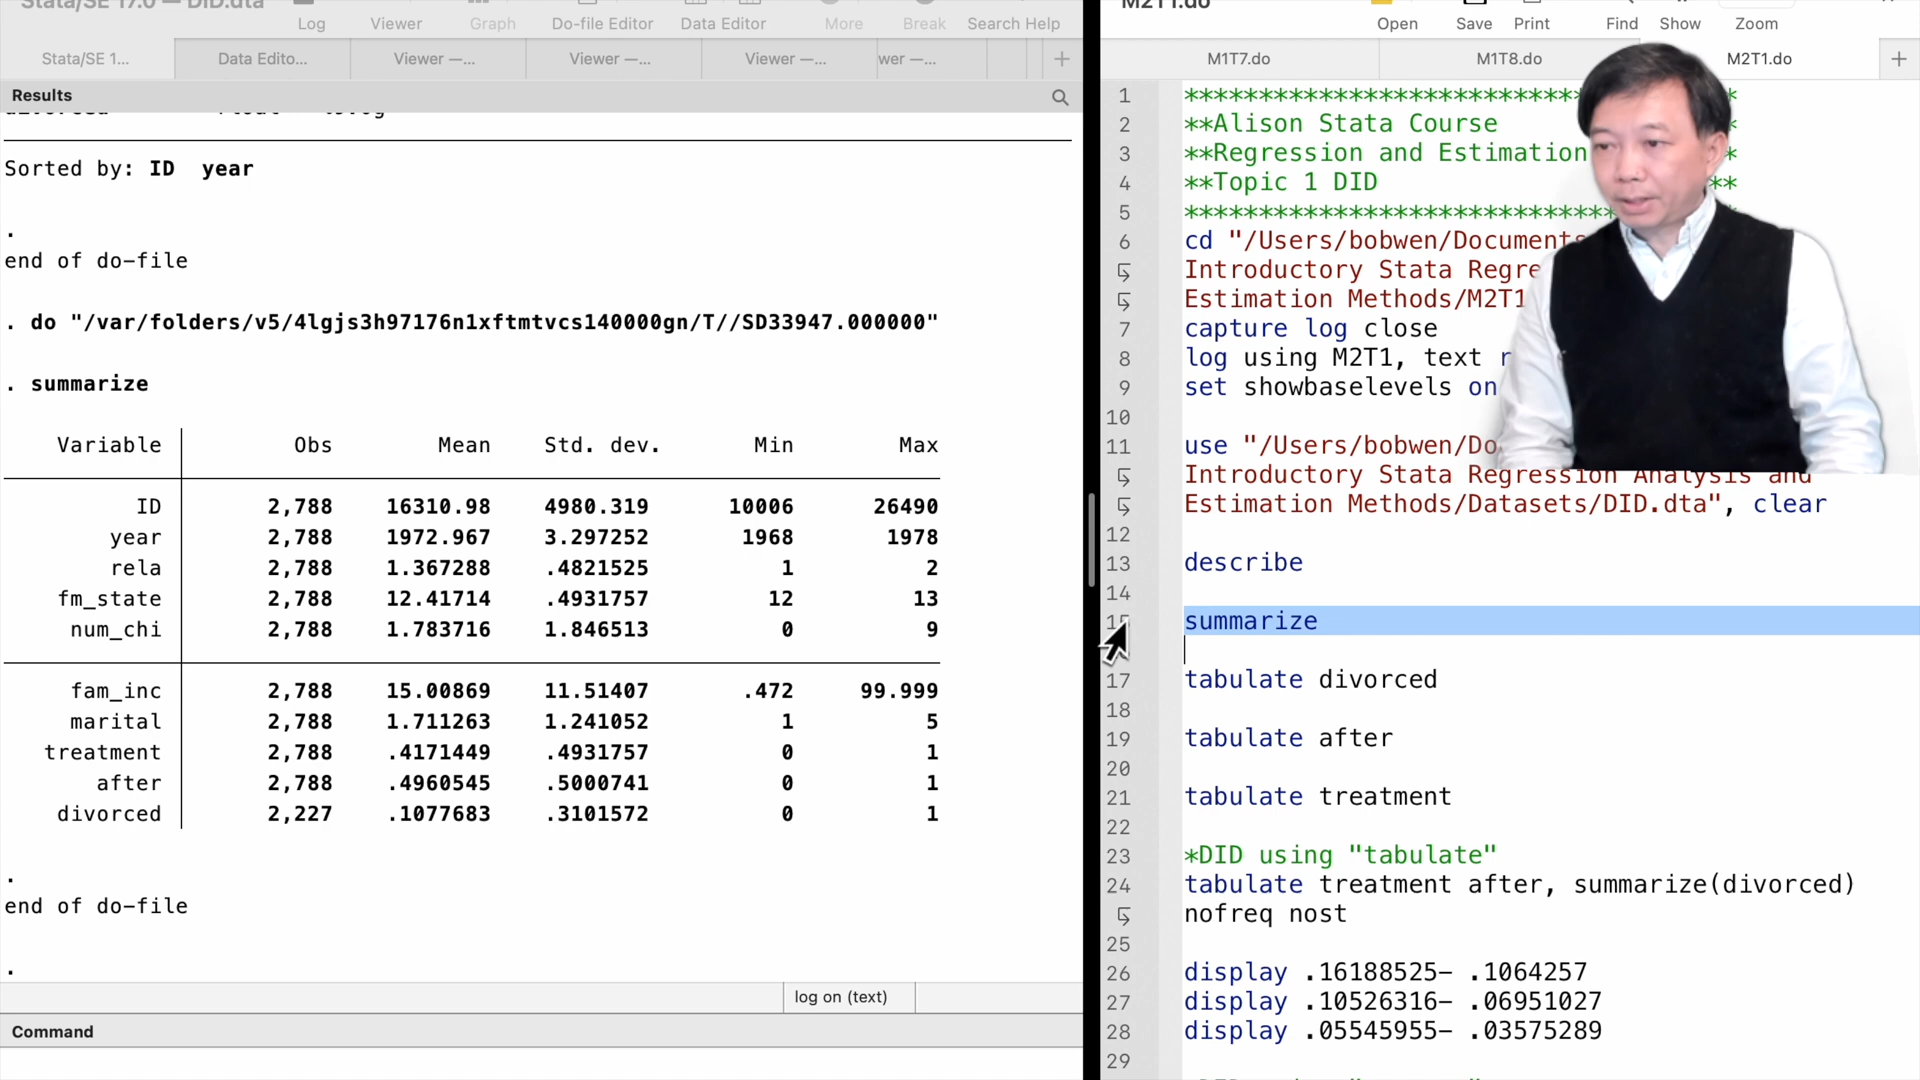 Stata/SE 17.0 — DID.dta
Log Viewer Graph Do-file Editor Data Editor More Break Search Help
Stata/SE 1... Data Edito... Viewer —... Viewer —... Viewer —... wer —... +
Results
Sorted by: ID year
.
end of do-file
. do "/var/folders/v5/4lgjs3h97176n1xftmtvcs140000gn/T//SD33947.000000"
. summarize
Variable Obs Mean Std. dev. Min Max
ID 2,788 16310.98 4980.319 10006 26490
year 2,788 1972.967 3.297252 1968 1978
rela 2,788 1.367288 .4821525 1 2
fm_state 2,788 12.41714 .4931757 12 13
num_chi 2,788 1.783716 1.846513 0 9
fam_inc 2,788 15.00869 11.51407 .472 99.999
marital 2,788 1.711263 1.241052 1 5
treatment 2,788 .4171449 .4931757 0 1
after 2,788 .4960545 .5000741 0 1
divorced 2,227 .1077683 .3101572 0 1
.
end of do-file
.
log on (text)
Command
M2T1.do
Open Save Print Find Show Zoom
M1T7.do M1T8.do M2T1.do +
1 ***************************
2 **Alison Stata Course *
3 **Regression and Estimation *
4 **Topic 1 DID **
5 *****************************
6 cd "/Users/bobwen/Documents
Introductory Stata Regre
Estimation Methods/M2T1
7 capture log close
8 log using M2T1, text r
9 set showbaselevels on
10
11 use "/Users/bobwen/Do
Introductory Stata Regression Analysis and
Estimation Methods/Datasets/DID.dta", clear
12
13 describe
14
15 summarize
17 tabulate divorced
18
19 tabulate after
20
21 tabulate treatment
22
23 *DID using "tabulate"
24 tabulate treatment after, summarize(divorced)
nofreq nost
25
26 display .16188525- .1064257
27 display .10526316- .06951027
28 display .05545955- .03575289
29